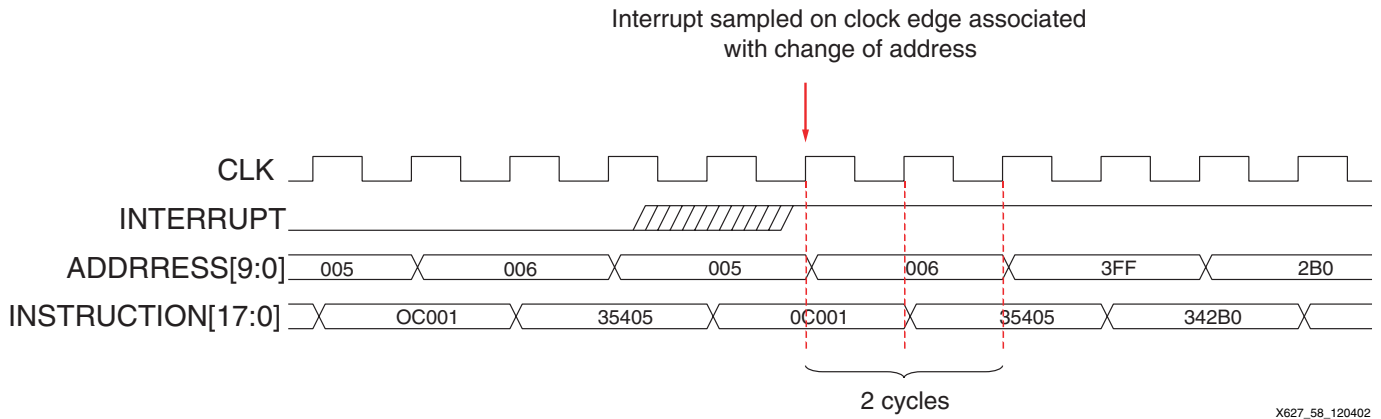 Interrupt sampled on clock edge associated
with change of address
CLK
INTERRUPT
ADDRRESS[9:0] 005 006 005 006 3FF 2B0
INSTRUCTION[17:0] OC001 35405 0C001 35405 342B0
2 cycles
X627_58_120402